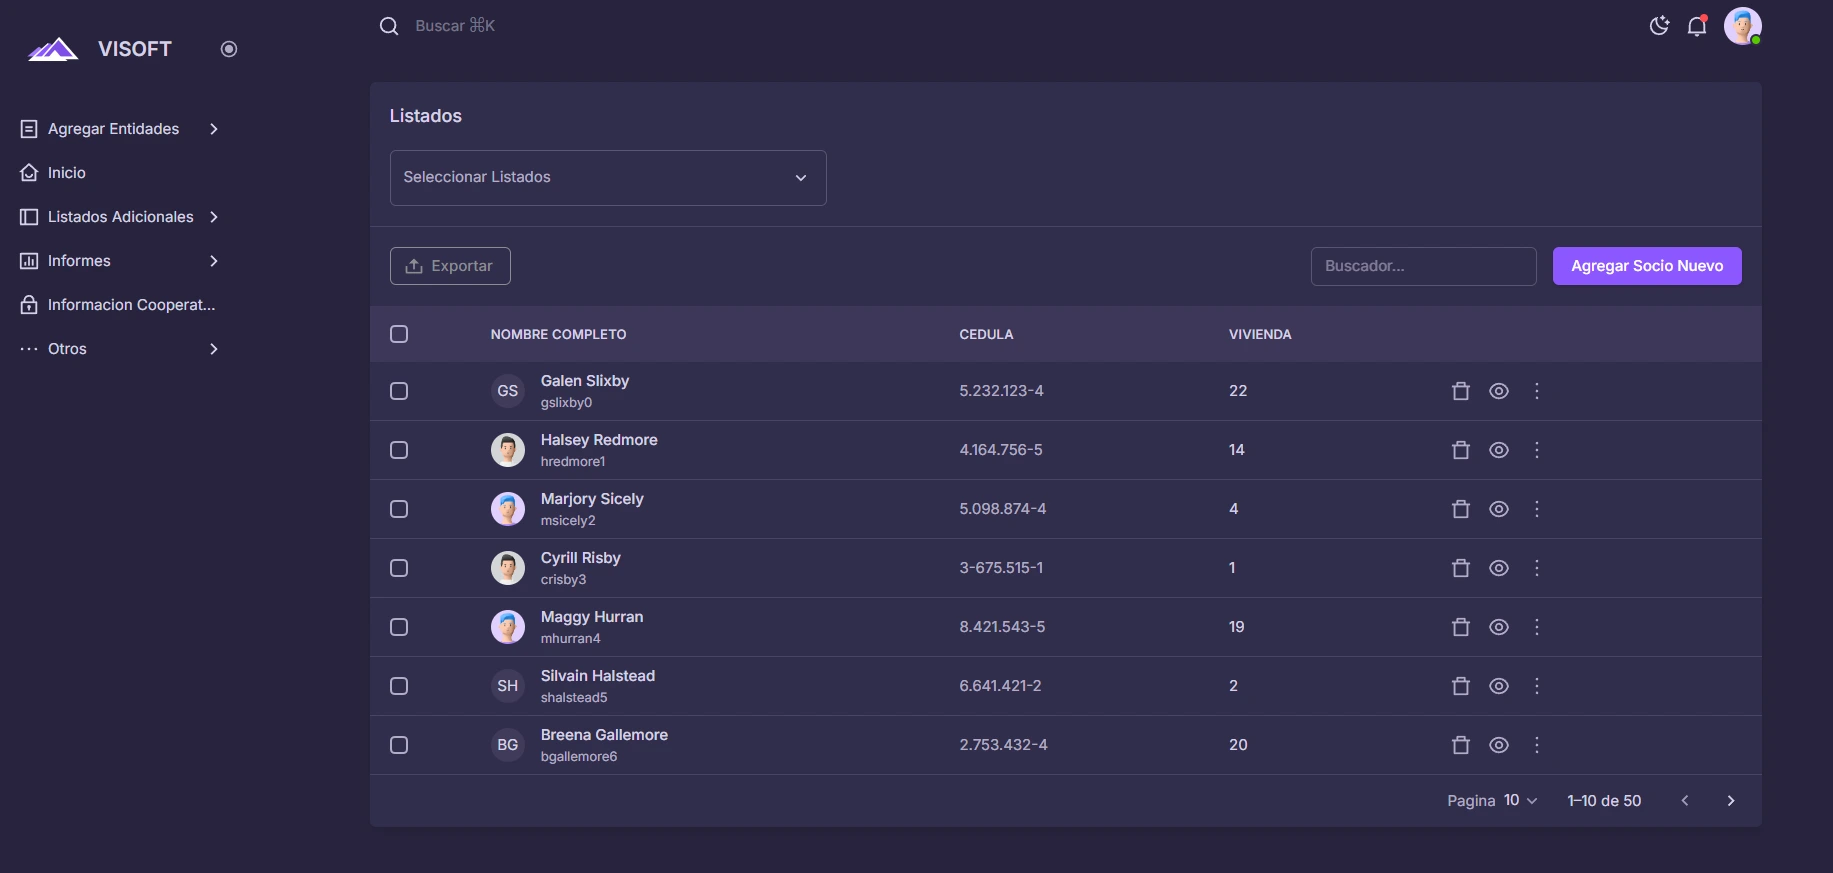 VISOFT
Buscar ⌘K
Agregar Entidades
Inicio
Listados Adicionales
Informes
Informacion Cooperat...
Otros
Listados
Seleccionar Listados
Exportar
Buscador...
Agregar Socio Nuevo
NOMBRE COMPLETO CEDULA VIVIENDA
GS Galen Slixby 5.232.123-4 22
gslixby0
Halsey Redmore 4.164.756-5 14
hredmore1
Marjory Sicely 5.098.874-4 4
msicely2
Cyrill Risby 3-675.515-1 1
crisby3
Maggy Hurran 8.421.543-5 19
mhurran4
SH Silvain Halstead 6.641.421-2 2
shalstead5
BG Breena Gallemore 2.753.432-4 20
bgallemore6
Pagina 10 1–10 de 50